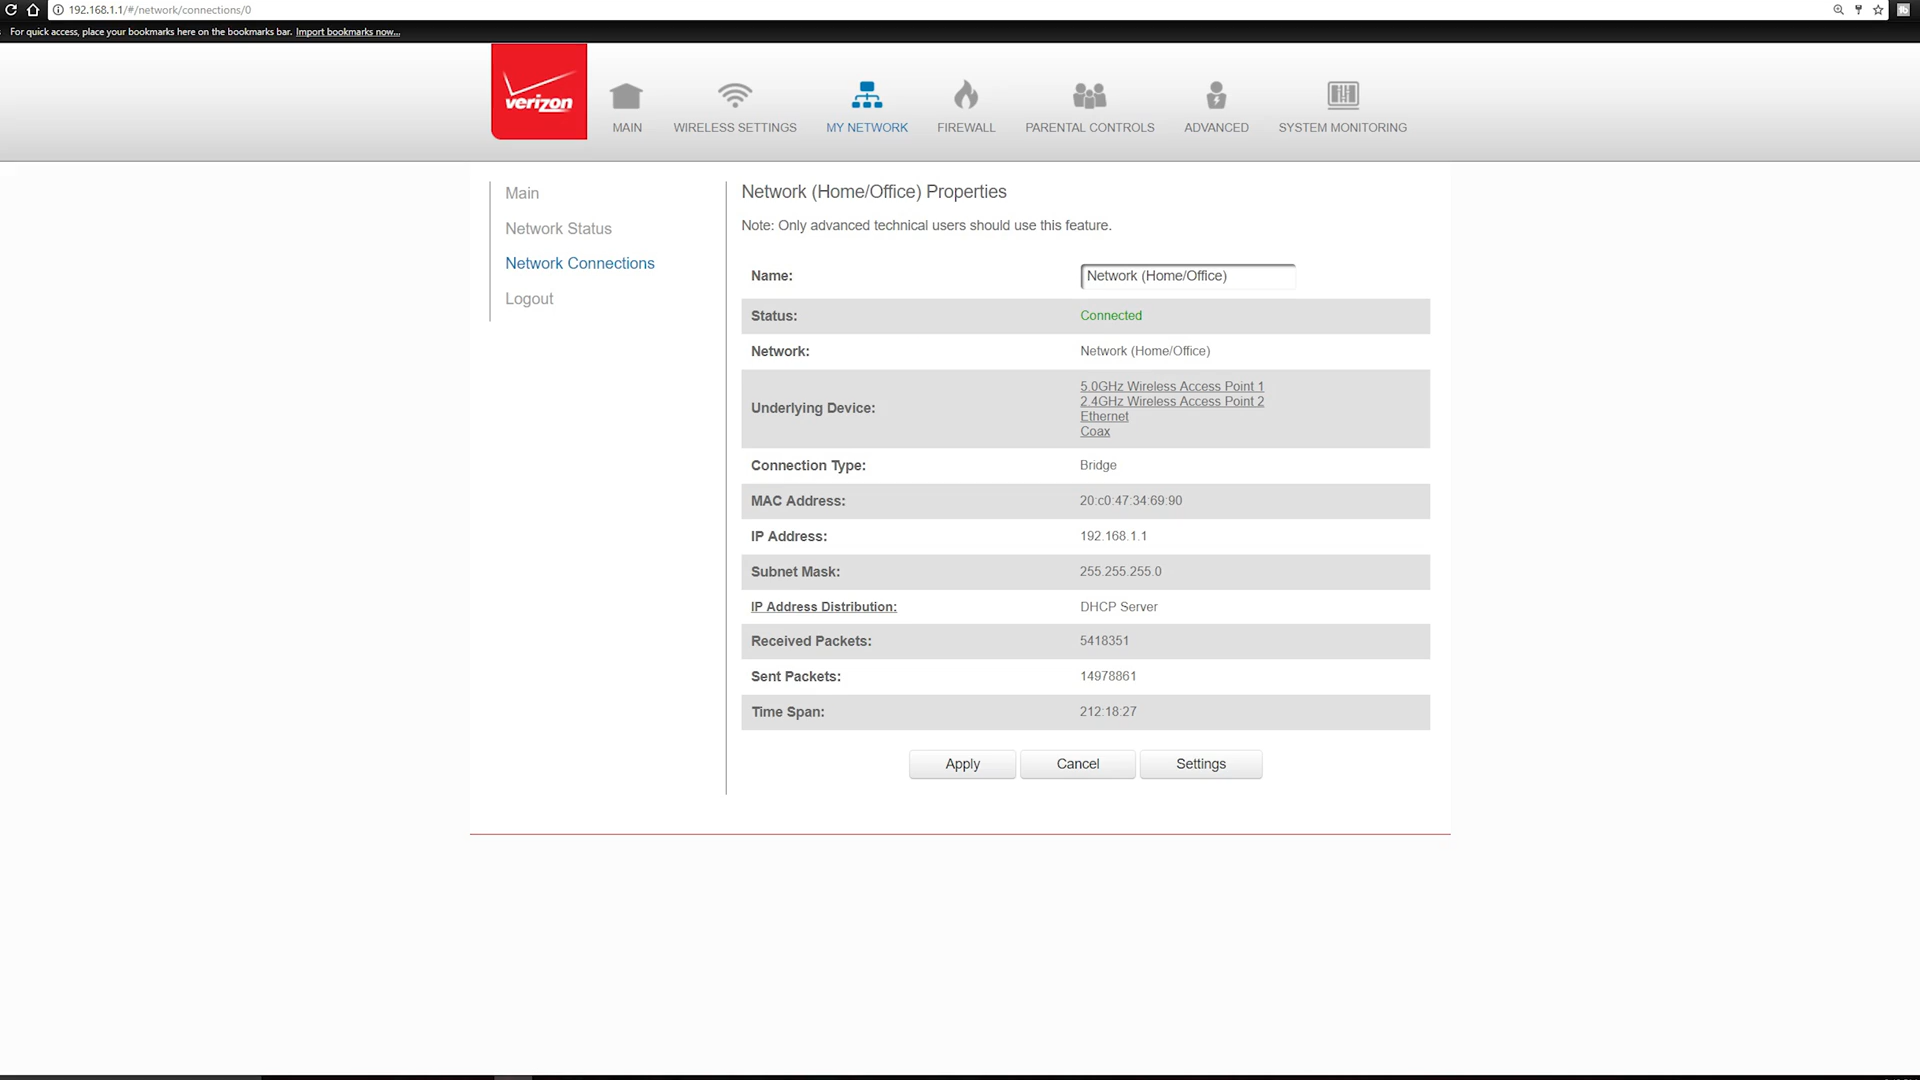 192.168.1.1/#/network/connections/0
For quick access, place your bookmarks here on the bookmarks bar. Import bookmarks now...
verizon
MAIN
WIRELESS SETTINGS
MY NETWORK
FIREWALL
PARENTAL CONTROLS
ADVANCED
SYSTEM MONITORING
Main
Network Status
Network Connections
Logout
Network (Home/Office) Properties
Note: Only advanced technical users should use this feature.
Name: Network (Home/Office)
Status: Connected
Network: Network (Home/Office)
Underlying Device:
5.0GHz Wireless Access Point 1
2.4GHz Wireless Access Point 2
Ethernet
Coax
Connection Type: Bridge
MAC Address: 20:c0:47:34:69:90
IP Address: 192.168.1.1
Subnet Mask: 255.255.255.0
IP Address Distribution: DHCP Server
Received Packets: 5418351
Sent Packets: 14978861
Time Span: 212:18:27
Apply
Cancel
Settings